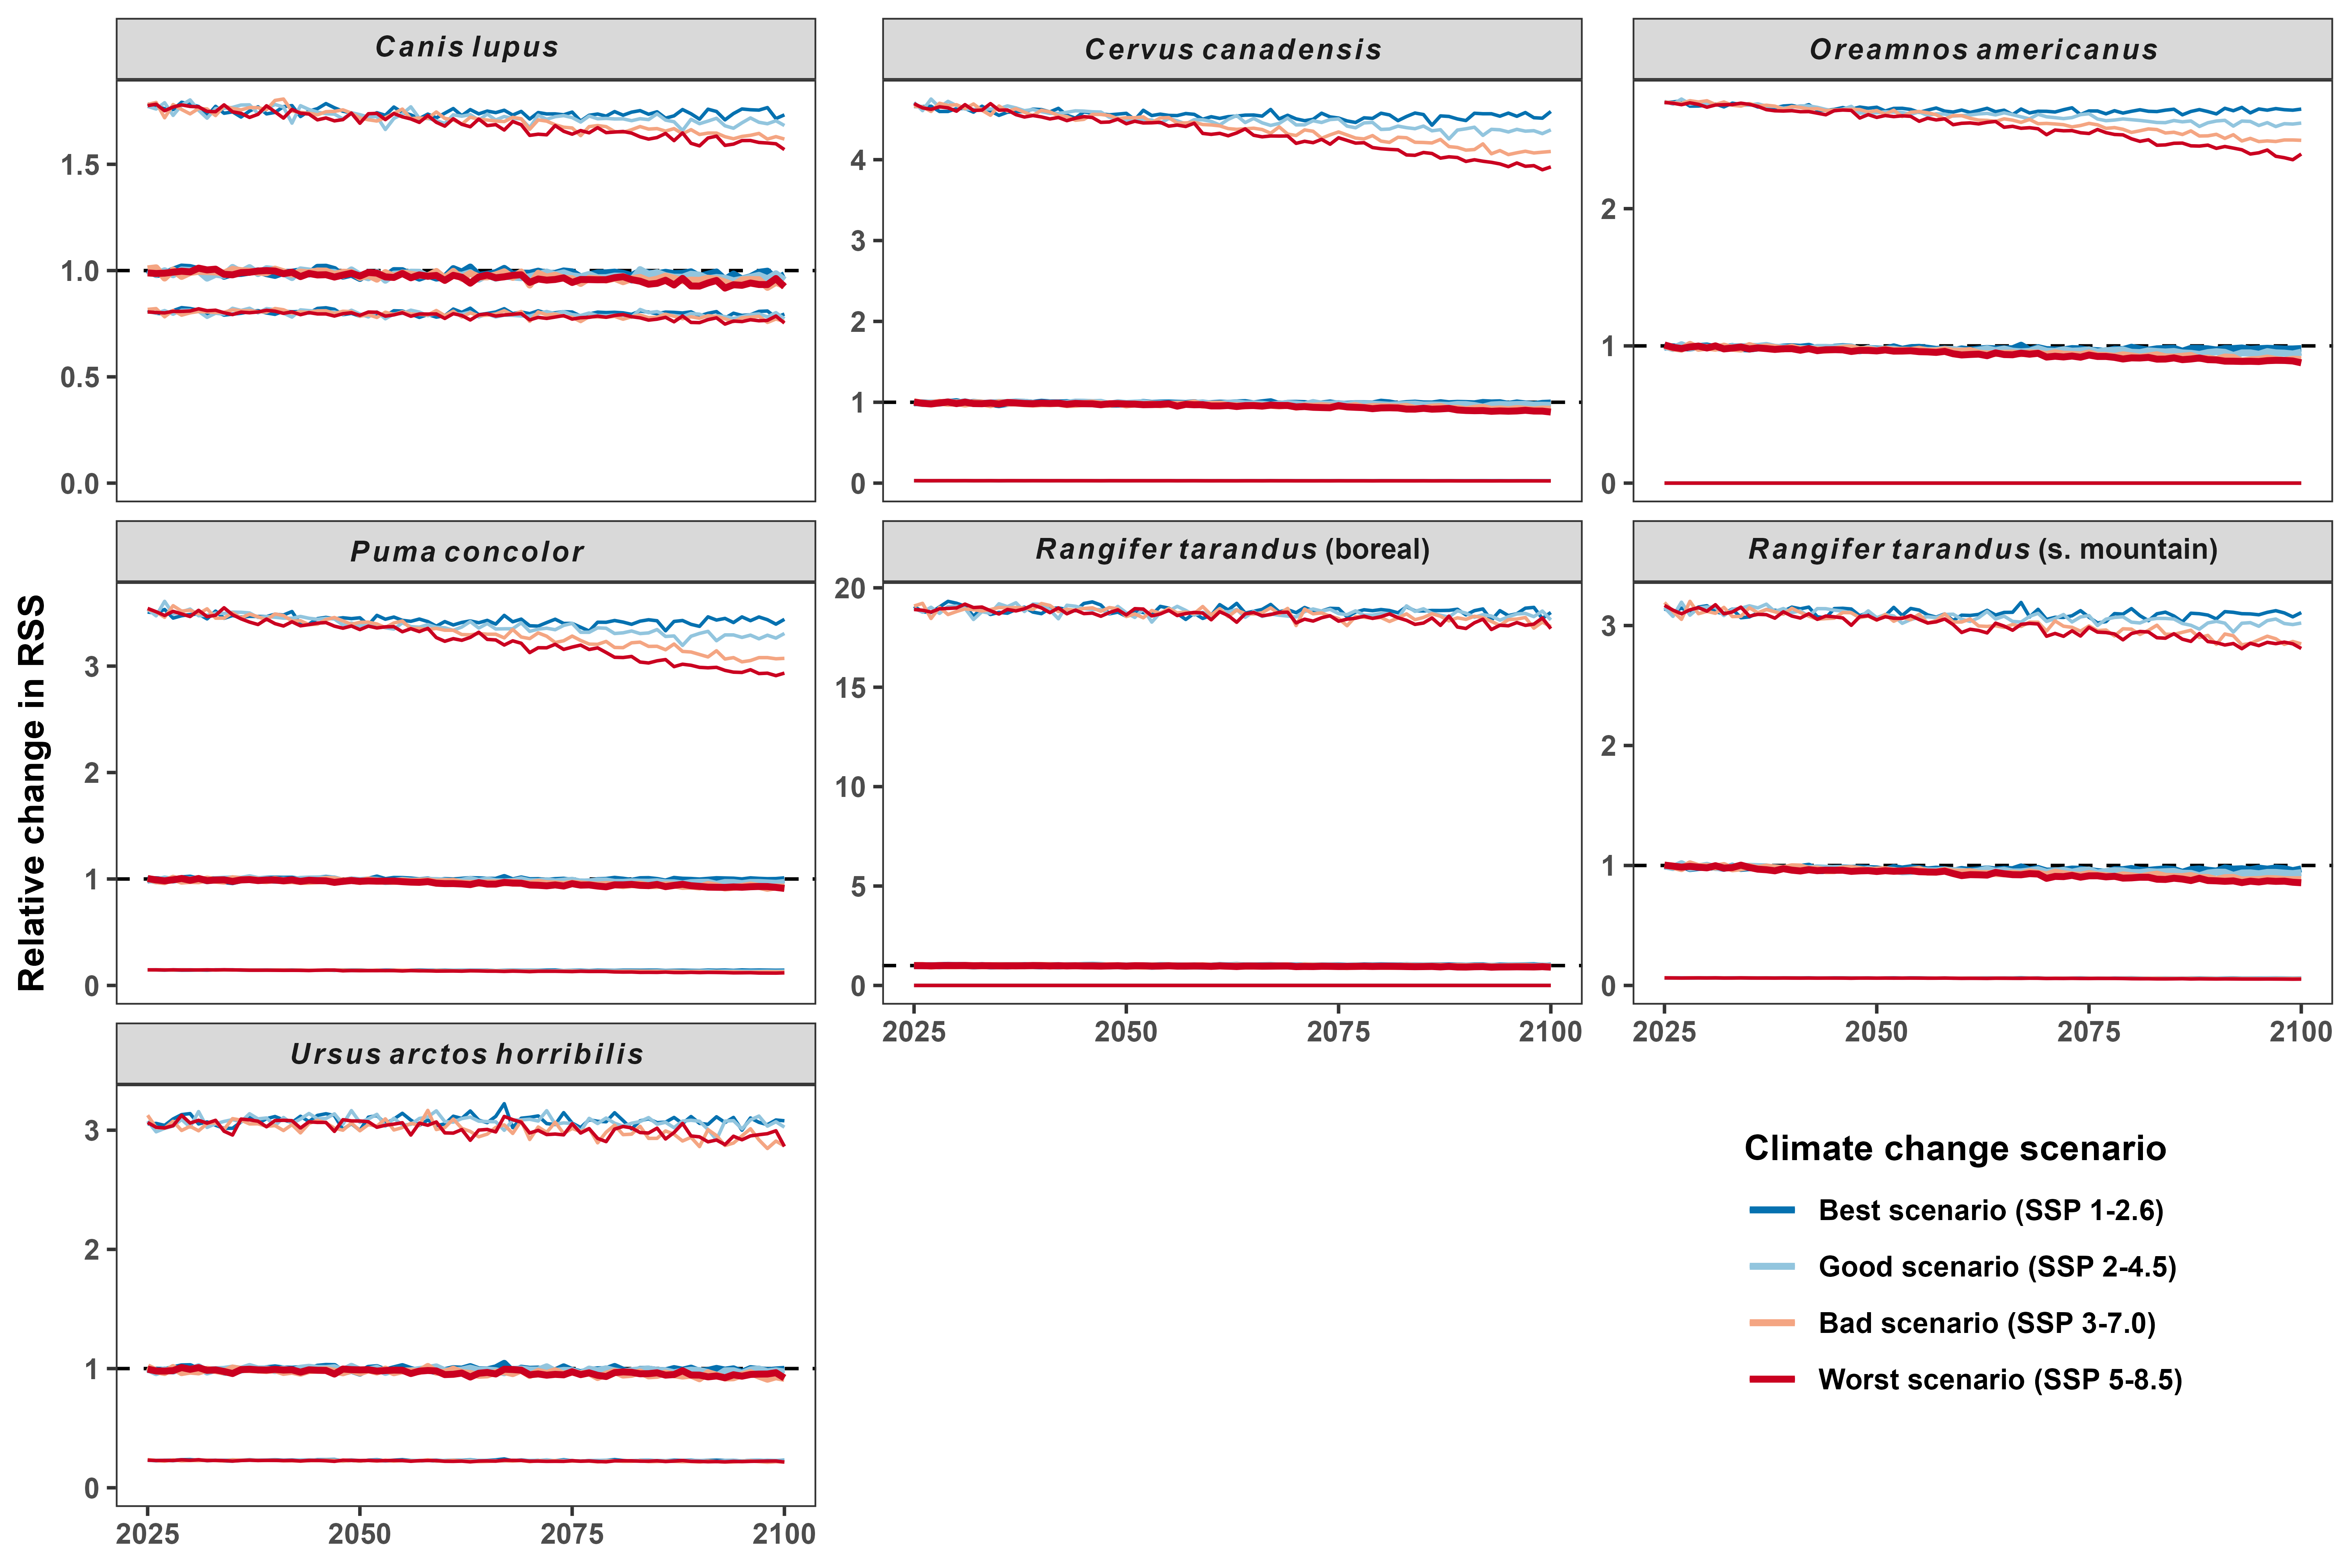 Canis lupus
Cervus canadensis
Oreamnos americanus
1.5
1.0
0.5
0.0
4
3
2
1
0
2
1
0
Puma concolor
Rangifer tarandus (boreal)
Rangifer tarandus (s. mountain)
Relative change in RSS
3
2
1
0
20
15
10
5
0
3
2
1
0
2025 2050 2075 2100
2025 2050 2075 2100
Ursus arctos horribilis
3
2
1
0
2025 2050 2075 2100
Climate change scenario
Best scenario (SSP 1-2.6)
Good scenario (SSP 2-4.5)
Bad scenario (SSP 3-7.0)
Worst scenario (SSP 5-8.5)